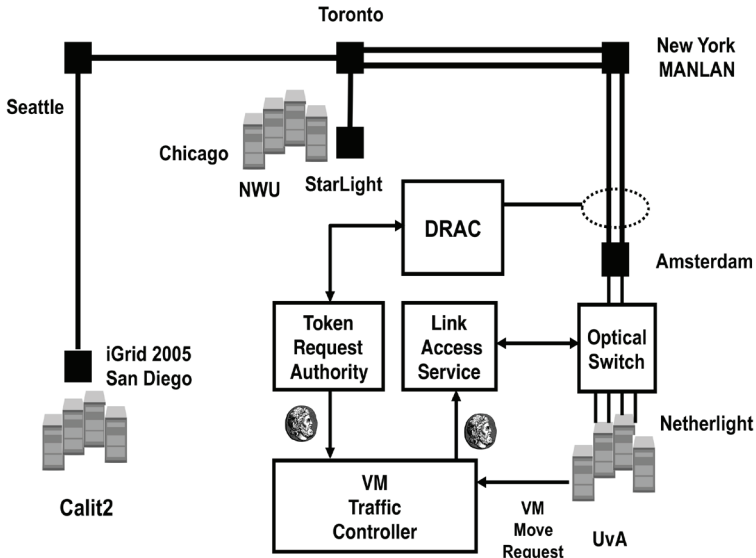 Toronto
New York
MANLAN
Seattle
Chicago
NWU
StarLight
DRAC
Amsterdam
Token
Request
Authority
Link
Access
Service
Optical
Switch
iGrid 2005
San Diego
Netherlight
Calit2
VM
Traffic
Controller
VM
Move
Request
UvA